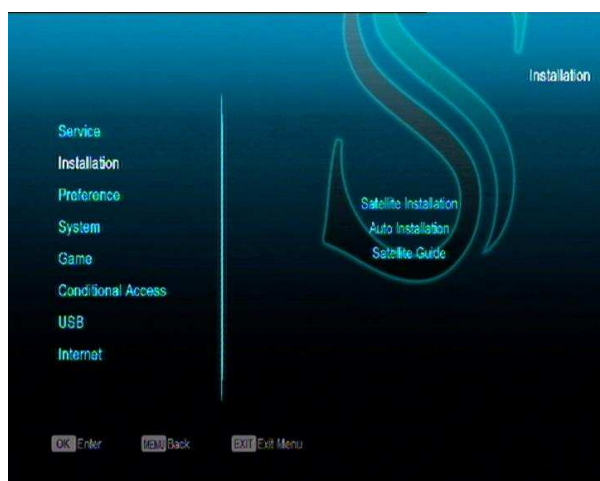 Installation
Service
Installation
Preference
System
Game
Conditional Access
USB
Internet
Satellite Installation
Auto Installation
Satellite Guide
OK Enter
MENU Back
EXIT Exit Menu